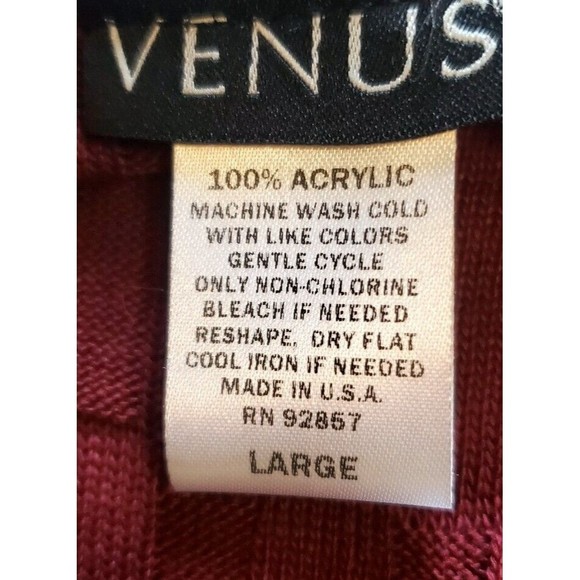 VENUS
100% ACRYLIC
MACHINE WASH COLD
WITH LIKE COLORS
GENTLE CYCLE
ONLY NON-CHLORINE
BLEACH IF NEEDED
RESHAPE, DRY FLAT
COOL IRON IF NEEDED
MADE IN U.S.A.
RN 92857
LARGE